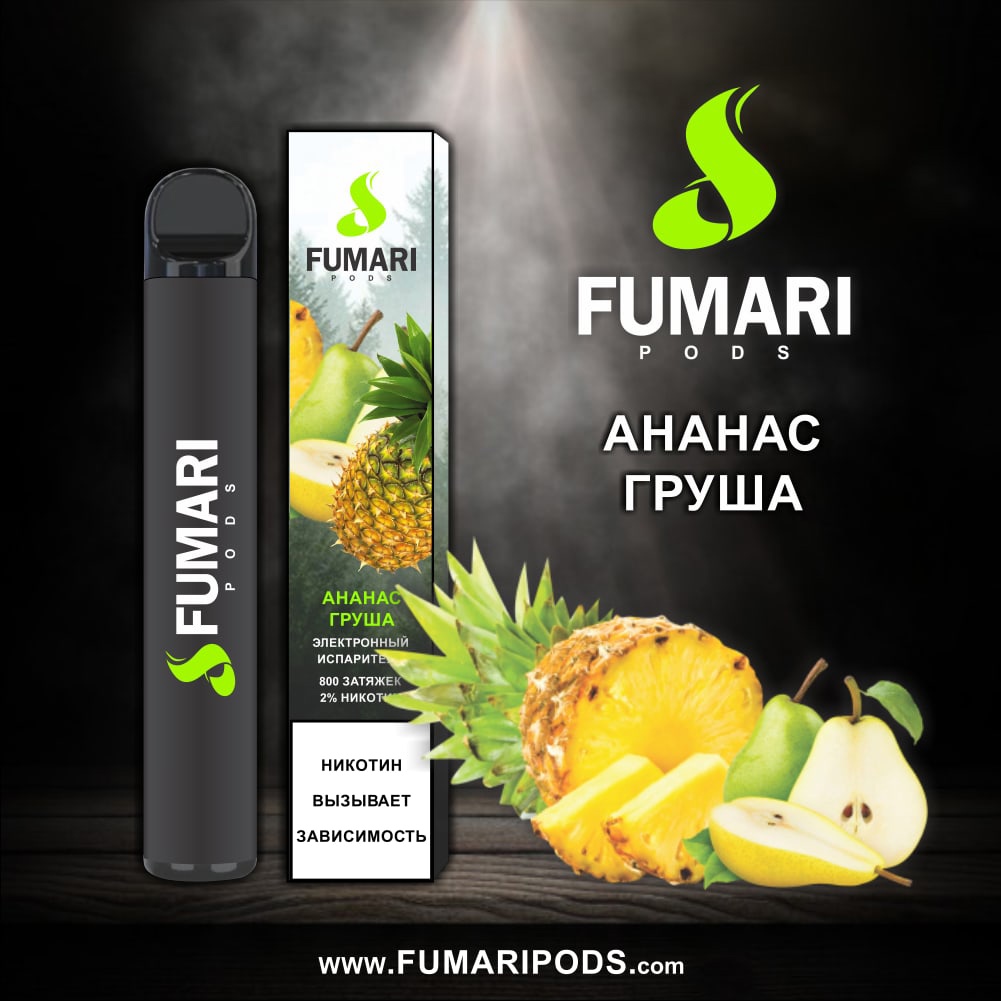 FUMARI
PODS
FUMARI
PODS
АНАНАС
ГРУША
ЭЛЕКТРОННЫЙ
800 ЗАТЯЖЕК
2%
НИКОТИН
ВЫЗЫВАЕТ
ЗАВИСИМОСТЬ
FUMARI
PODS
АНАНАС
ГРУША
www.FUMARIPODS.com